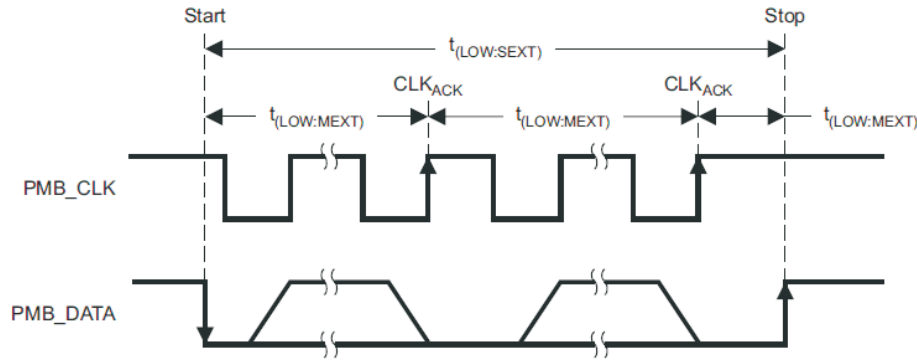 Start Stop
t(LOW:SEXT)
CLKACK CLKACK
t(LOW:MEXT) t(LOW:MEXT) t(LOW:MEXT)
PMB_CLK
PMB_DATA